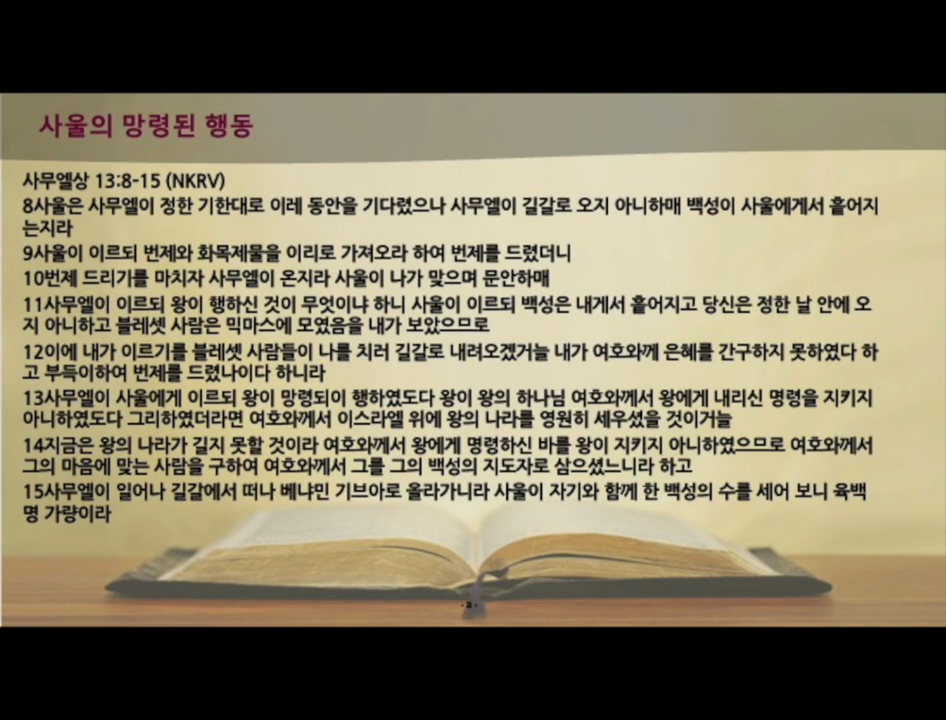 사울의 망령된 행동
사무엘상 13:8-15 (NKRV)
8사울은 사무엘이 정한 기한대로 이레 동안을 기다렸으나 사무엘이 길갈로 오지 아니하매 백성이 사울에게서 흩어지
는지라
9사울이 이르되 번제와 화목제물을 이리로 가져오라 하여 번제를 드렸더니
10번제 드리기를 마치자 사무엘이 온지라 사울이 나가 맞으며 문안하매
11사무엘이 이르되 왕이 행하신 것이 무엇이냐 하니 사울이 이르되 백성은 내게서 흩어지고 당신은 정한 날 안에 오
지 아니하고 블레셋 사람은 믹마스에 모였음을 내가 보았으므로
12이에 내가 이르기를 블레셋 사람들이 나를 치러 길갈로 내려오겠거늘 내가 여호와께 은혜를 간구하지 못하였다 하
고 부득이하여 번제를 드렸나이다 하니라
13사무엘이 사울에게 이르되 왕이 망령되이 행하였도다 왕이 왕의 하나님 여호와께서 왕에게 내리신 명령을 지키지
아니하였도다 그리하였더라면 여호와께서 이스라엘 위에 왕의 나라를 영원히 세우셨을 것이거늘
14지금은 왕의 나라가 길지 못할 것이라 여호와께서 왕에게 명령하신 바를 왕이 지키지 아니하였으므로 여호와께서
그의 마음에 맞는 사람을 구하여 여호와께서 그를 그의 백성의 지도자로 삼으셨느니라 하고
15사무엘이 일어나 길갈에서 떠나 베냐민 기브아로 올라가니라 사울이 자기와 함께 한 백성의 수를 세어 보니 육백
명 가량이라